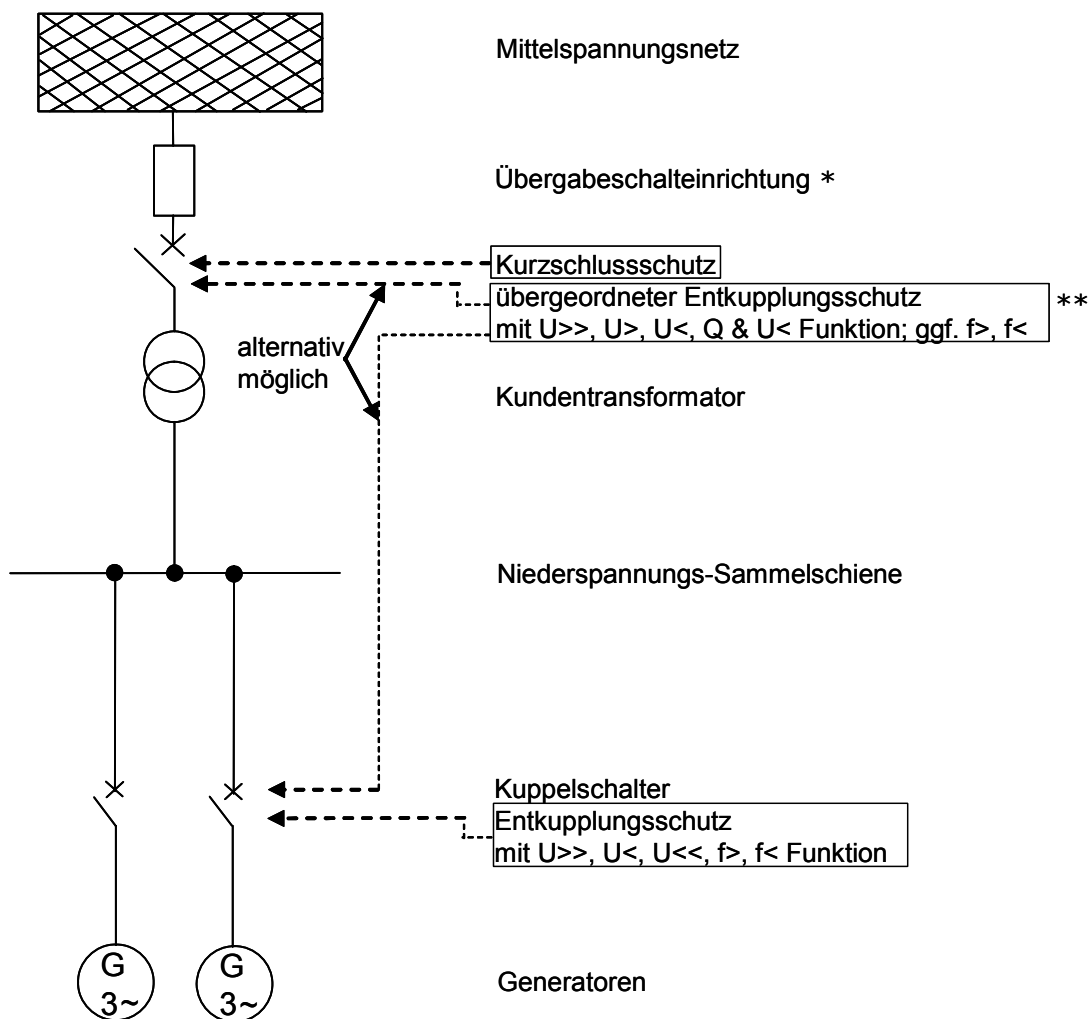 Mittelspannungsnetz
Übergabeschalteinrichtung *
Kurzschlussschutz
übergeordneter Entkupplungsschutz
mit U>>, U>, U<, Q & U< Funktion; ggf. f>, f<
**
alternativ
möglich
Kundentransformator
Niederspannungs-Sammelschiene
Kuppelschalter
Entkupplungsschutz
mit U>>, U<, U<<, f>, f< Funktion
G
3~
G
3~
Generatoren